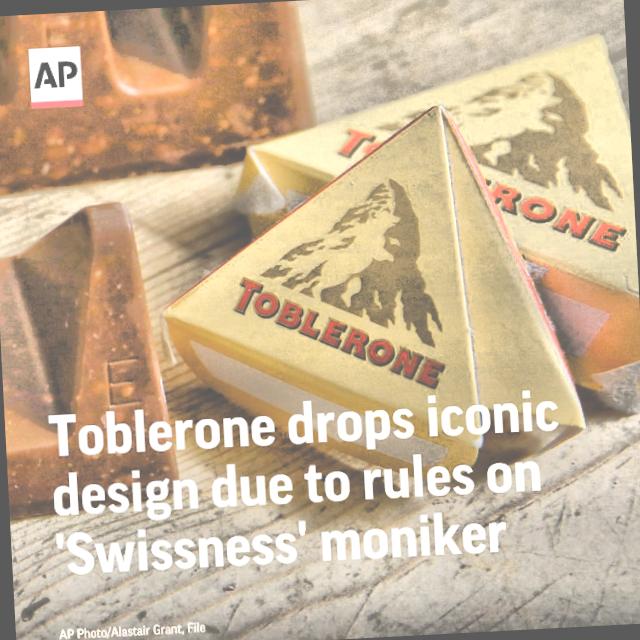 AP
TOBLERONE
T
RONE
E
Toblerone drops iconic
design due to rules on
'Swissness' moniker
AP Photo/Alastair Grant, File